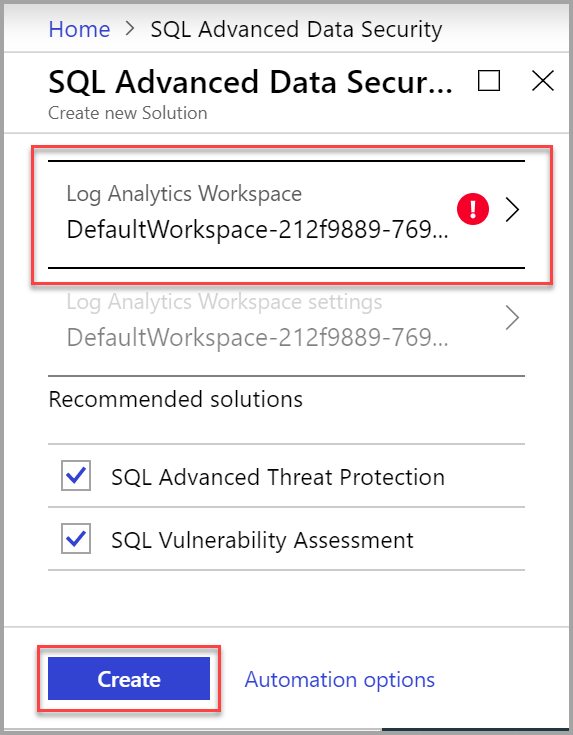 Home > SQL Advanced Data Security
SQL Advanced Data Secur...
Create new Solution
Log Analytics Workspace
DefaultWorkspace-212f9889-769...
Log Analytics Workspace settings
DefaultWorkspace-212f9889-769...
Recommended solutions
SQL Advanced Threat Protection
SQL Vulnerability Assessment
Create Automation options